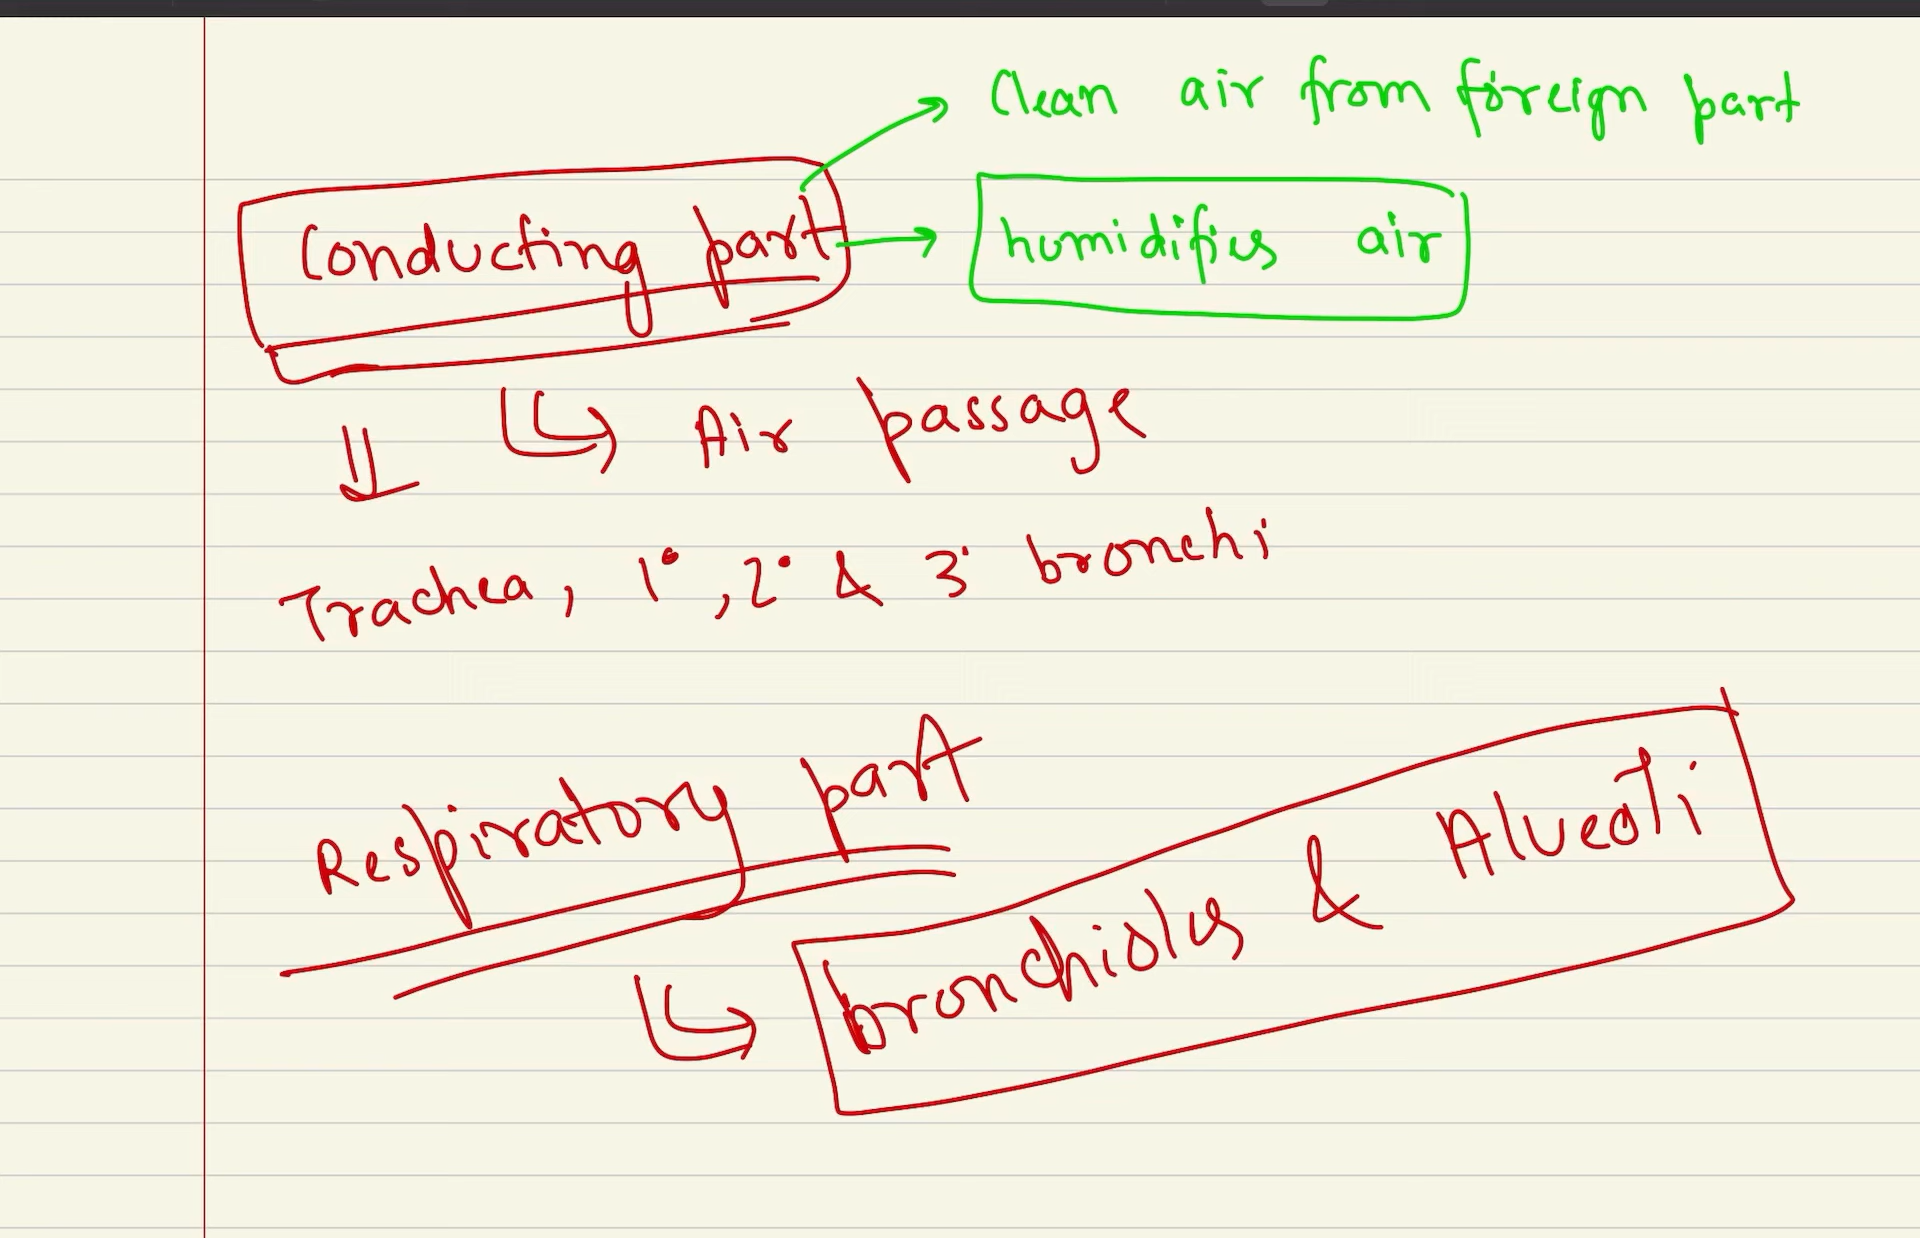 Clean air from foreign part
Conducting part
humidifies air
Air passage
Trachea, 1°, 2° & 3° bronchi
Respiratory part
bronchioles & Alveoli